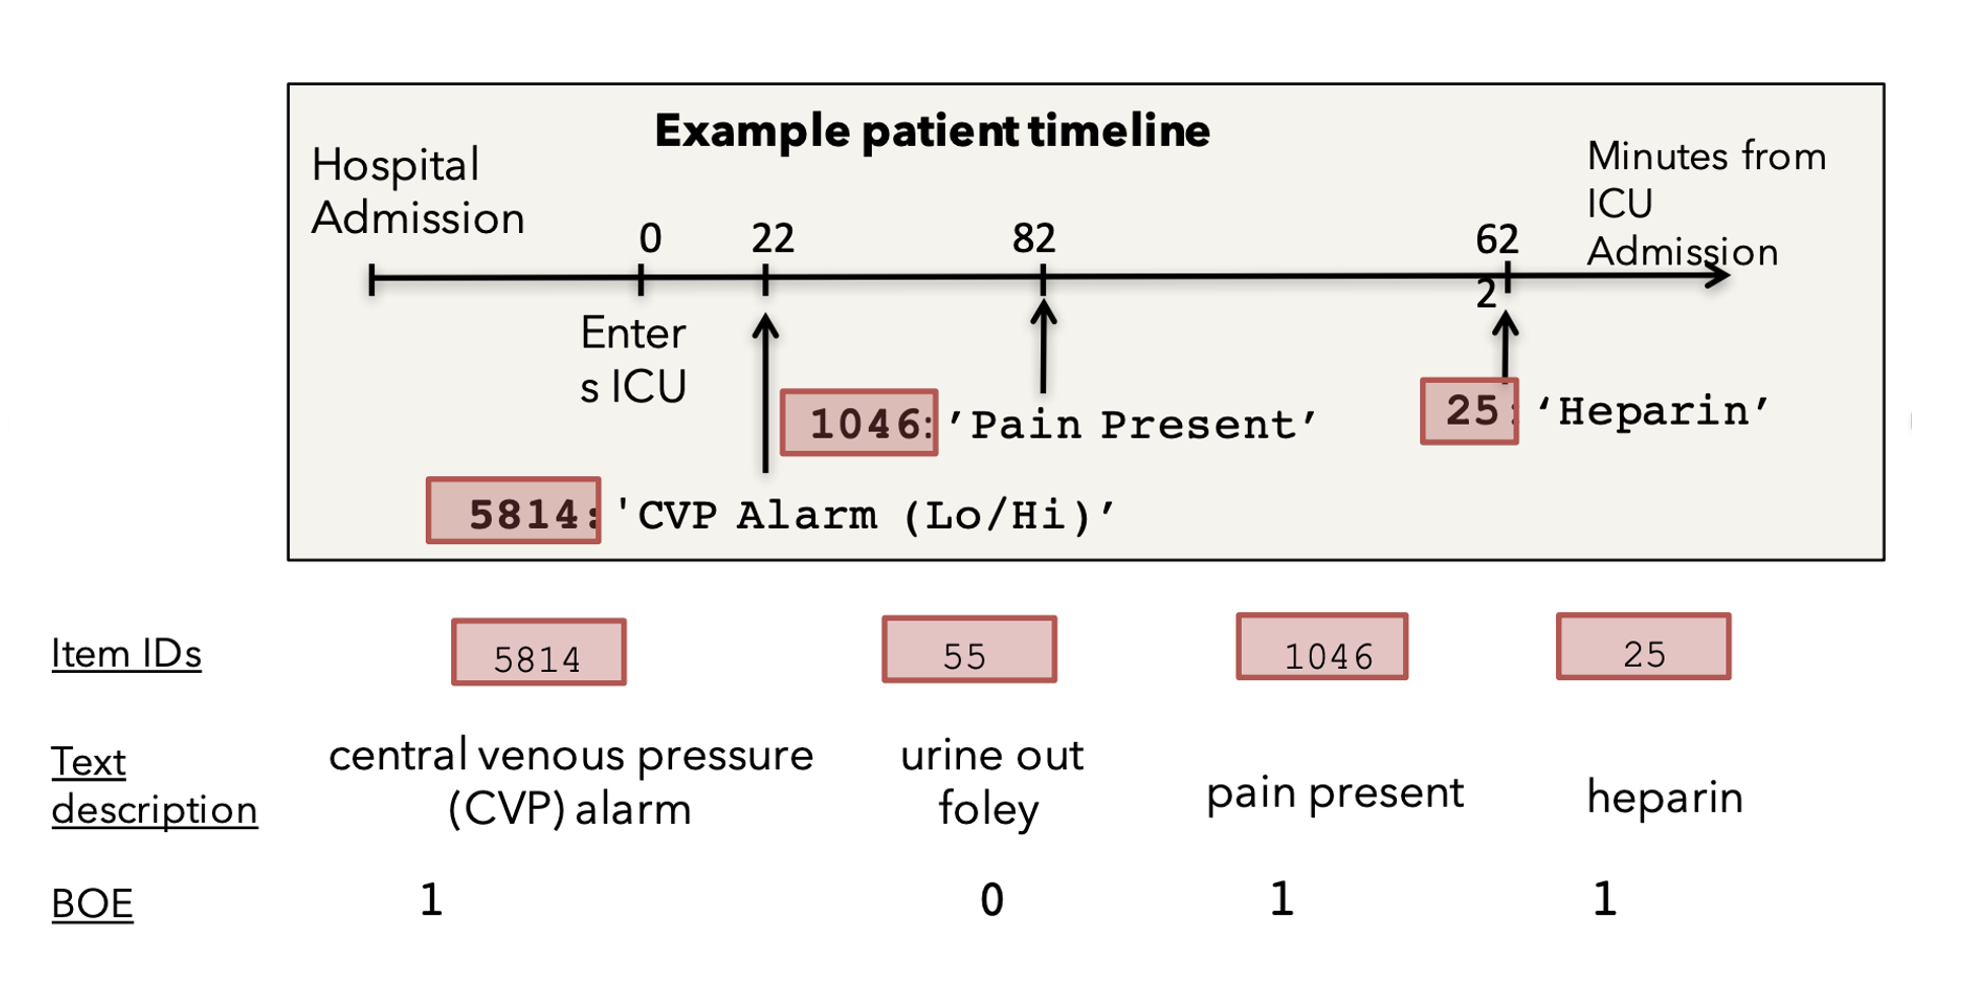 Example patient timeline
Hospital
Admission
Minutes from
ICU
Admission
0
22
82
62
2
Enter
s ICU
1046: ’Pain Present’
25: ‘Heparin’
5814: 'CVP Alarm (Lo/Hi)’
Item IDs
5814
55
1046
25
Text
description
central venous pressure
(CVP) alarm
urine out
foley
pain present
heparin
BOE
1
0
1
1